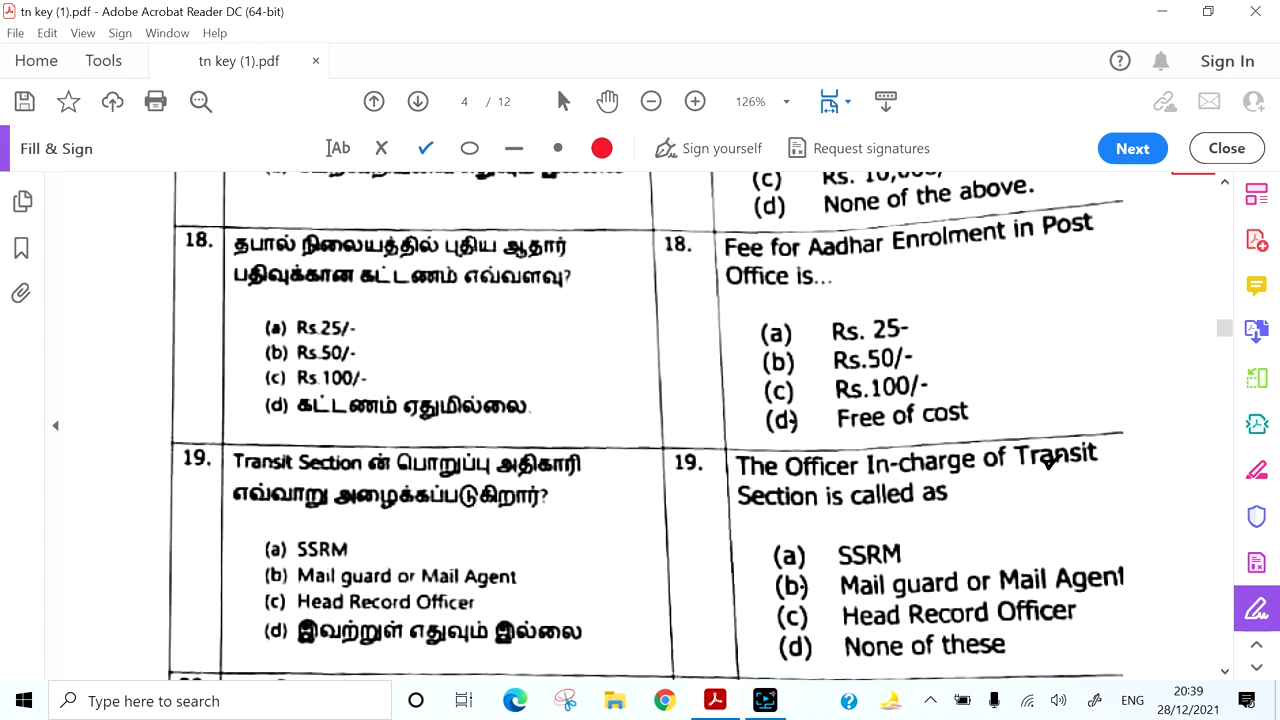 tn key (1).pdf - Adobe Acrobat Reader DC (64-bit)
File Edit View Sign Window Help
Home Tools tn key (1).pdf × Sign In
4 / 12 126%
Fill & Sign Ab Sign yourself Request signatures Next Close
(c) Rs. 10,000/
(d) None of the above.
18. தபால் நிலையத்தில் புதிய ஆதார்
பதிவுக்கான கட்டணம் எவ்வளவு?
(a) Rs.25/-
(b) Rs.50/-
(c) Rs.100/-
(d) கட்டணம் ஏதுமில்லை.
18. Fee for Aadhar Enrolment in Post
Office is...
(a) Rs. 25-
(b) Rs.50/-
(c) Rs.100/-
(d) Free of cost
19. Transit Section ன் பொறுப்பு அதிகாரி
எவ்வாறு அழைக்கப்படுகிறார்?
(a) SSRM
(b) Mail guard or Mail Agent
(c) Head Record Officer
(d) இவற்றுள் எதுவும் இல்லை
19. The Officer In-charge of Transit
Section is called as
(a) SSRM
(b) Mail guard or Mail Agent
(c) Head Record Officer
(d) None of these
Type here to search
ENG
20:39
28/12/2021